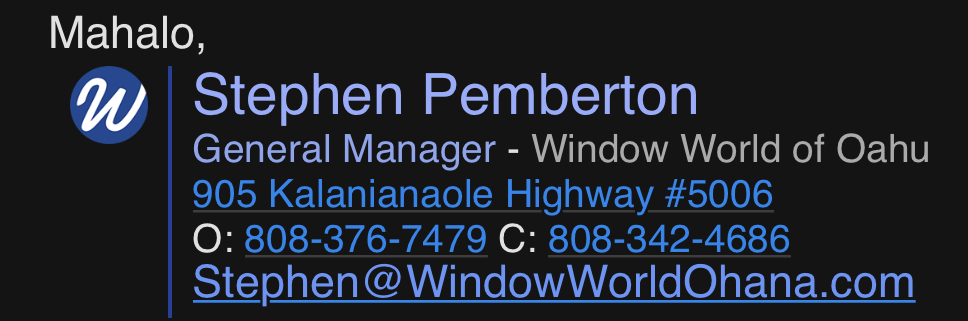 Mahalo,
W
Stephen Pemberton
General Manager - Window World of Oahu
905 Kalanianaole Highway #5006
O: 808-376-7479 C: 808-342-4686
Stephen@WindowWorldOhana.com